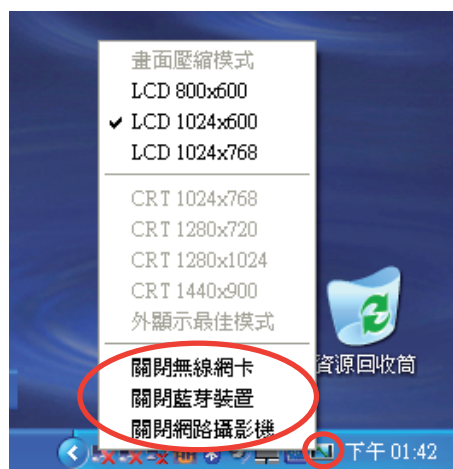 畫面壓縮模式
LCD 800x600
LCD 1024x600
LCD 1024x768
CRT 1024x768
CRT 1280x720
CRT 1280x1024
CRT 1440x900
外顯示最佳模式
關閉無線網卡
關閉藍芽裝置
關閉網路攝影機
資源回收筒
下午 01:42